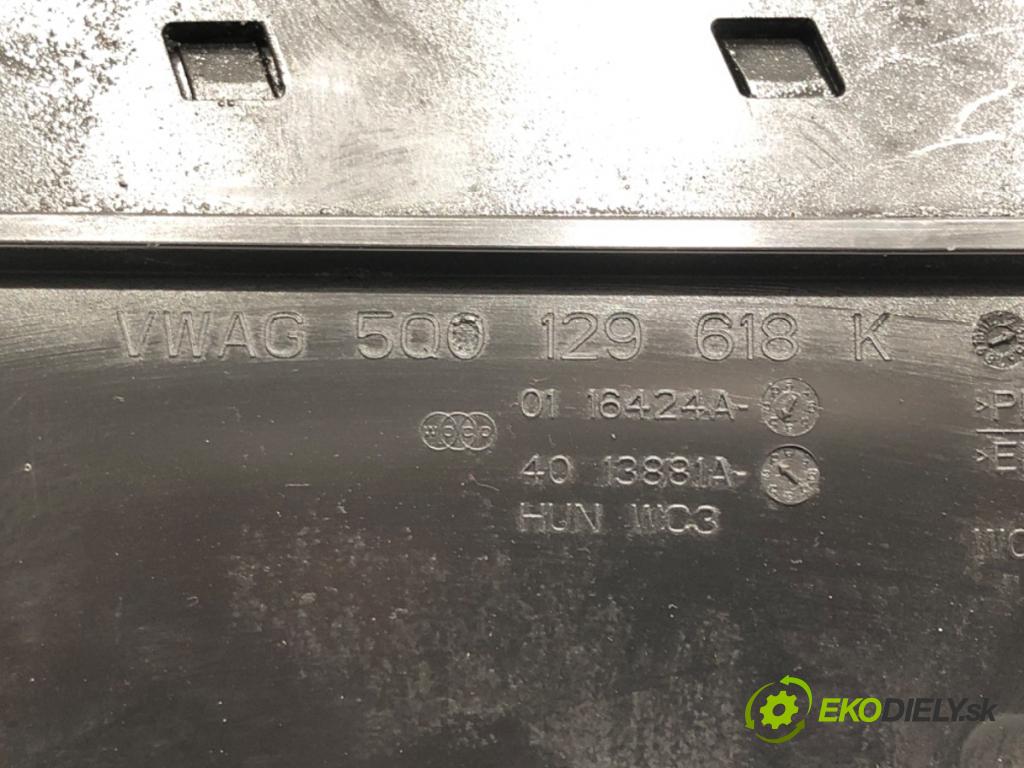 VWAG 5Q0 129 618 K
01 16424A-
40 13881A-
HUN WC3
>P
>E
EKODIELY.sk